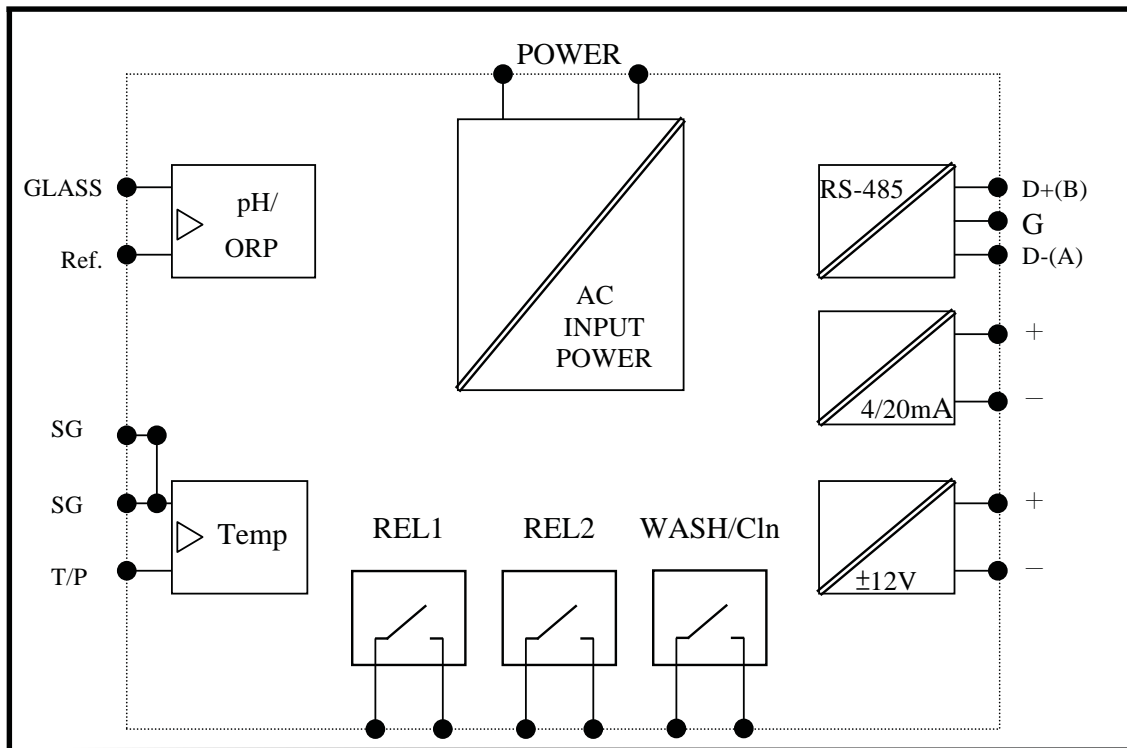 POWER
GLASS
Ref.
pH/
ORP
AC
INPUT
POWER
RS-485
D+(B)
G
D-(A)
+
4/20mA
−
SG
SG
T/P
Temp
REL1
REL2
WASH/Cln
+
±12V
−